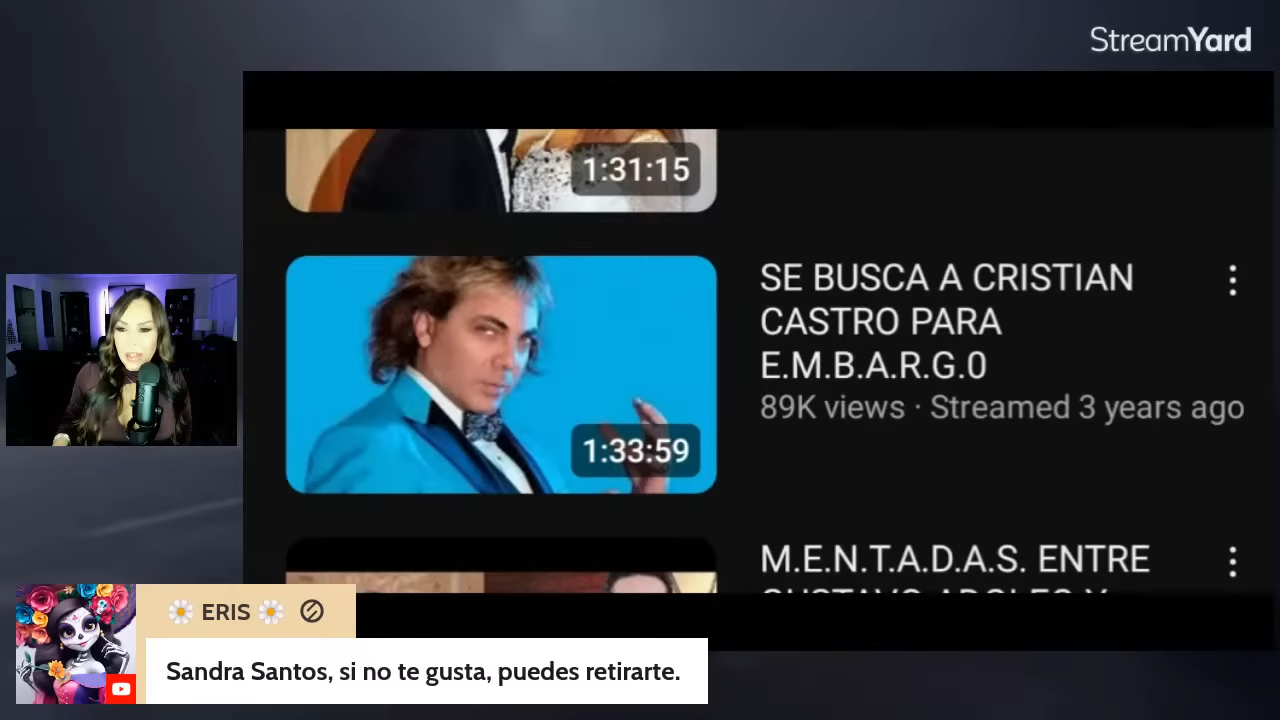 StreamYard
1:31:15
SE BUSCA A CRISTIAN
CASTRO PARA
E.M.B.A.R.G.0
89K views · Streamed 3 years ago
1:33:59
M.E.N.T.A.D.A.S. ENTRE
🌼 ERIS 🌼
Sandra Santos, si no te gusta, puedes retirarte.